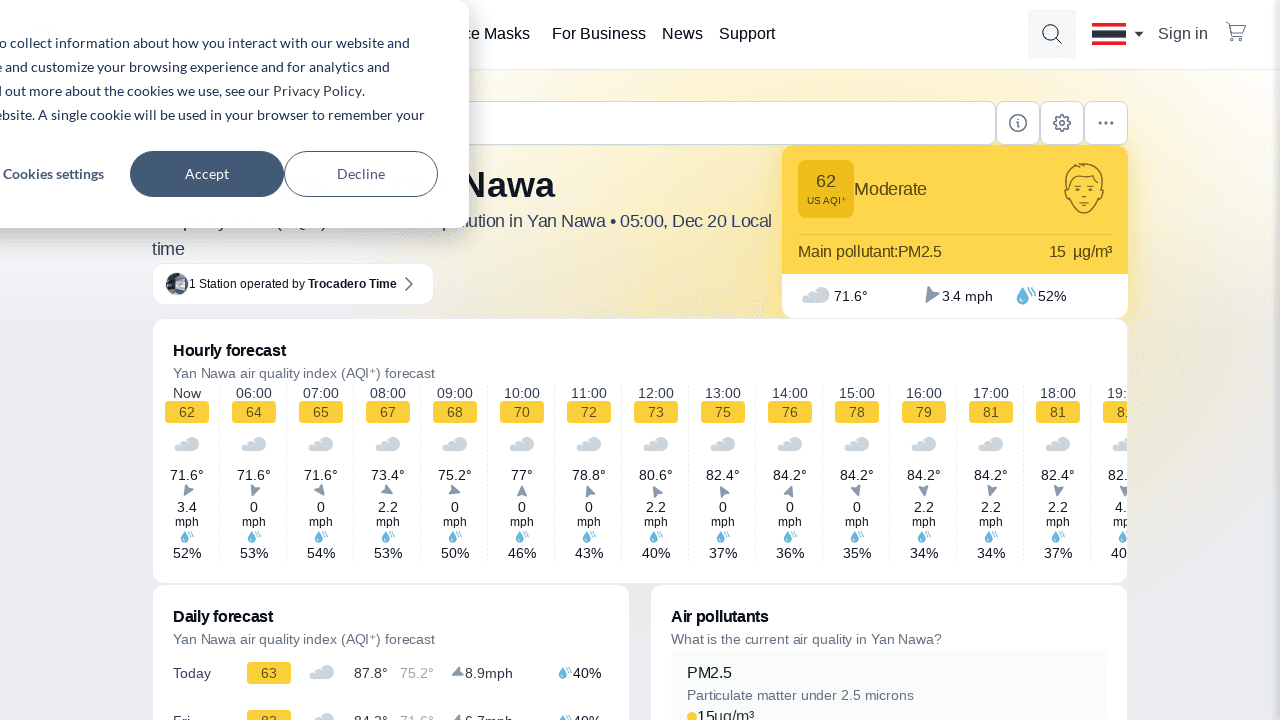 ce Masks
For Business
News
Support
Sign in
o collect information about how you interact with our website and
e and customize your browsing experience and for analytics and
d out more about the cookies we use, see our Privacy Policy.
ebsite. A single cookie will be used in your browser to remember your
Cookies settings
Accept
Decline
Nawa
pollution in Yan Nawa • 05:00, Dec 20 Local
time
1 Station operated by Trocadero Time
62
US AQI⁺
Moderate
Main pollutant:PM2.5
15 µg/m³
71.6°
3.4 mph
52%
Hourly forecast
Yan Nawa air quality index (AQI⁺) forecast
Now 06:00 07:00 08:00 09:00 10:00 11:00 12:00 13:00 14:00 15:00 16:00 17:00 18:00 19:
62 64 65 67 68 70 72 73 75 76 78 79 81 81 81
71.6° 71.6° 71.6° 73.4° 75.2° 77° 78.8° 80.6° 82.4° 84.2° 84.2° 84.2° 84.2° 82.4° 82.
3.4 0 0 2.2 0 0 0 2.2 0 0 0 2.2 2.2 2.2 4.
mph mph mph mph mph mph mph mph mph mph mph mph mph mph mp
52% 53% 54% 53% 50% 46% 43% 40% 37% 36% 35% 34% 34% 37% 40
Daily forecast
Yan Nawa air quality index (AQI⁺) forecast
Today 63 87.8° 75.2° 8.9mph 40%
Fri 82 84.2° 71.6° 6.7mph 40%
Air pollutants
What is the current air quality in Yan Nawa?
PM2.5
Particulate matter under 2.5 microns
15µg/m³